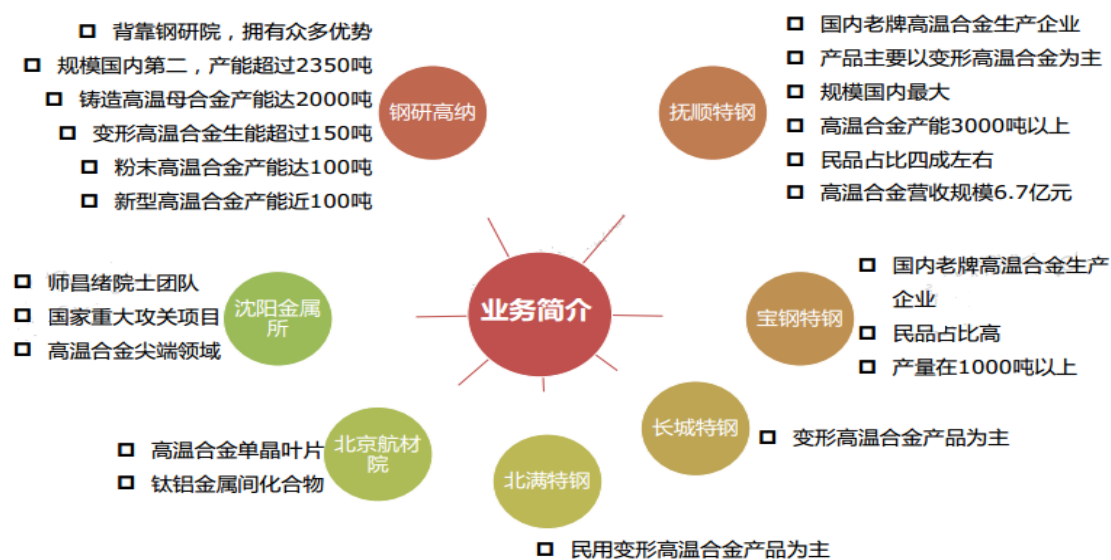 背靠钢研院，拥有众多优势
规模国内第二，产能超过2350吨
铸造高温母合金产能达2000吨
变形高温合金生能超过150吨
粉末高温合金产能达100吨
新型高温合金产能近100吨
钢研高纳
抚顺特钢
国内老牌高温合金生产企业
产品主要以变形高温合金为主
规模国内最大
高温合金产能3000吨以上
民品占比四成左右
高温合金营收规模6.7亿元
师昌绪院士团队
国家重大攻关项目
高温合金尖端领域
沈阳金属
所
业务简介
宝钢特钢
国内老牌高温合金生产
企业
民品占比高
产量在1000吨以上
高温合金单晶叶片
钛铝金属间化合物
北京航材
院
北满特钢
民用变形高温合金产品为主
长城特钢
变形高温合金产品为主